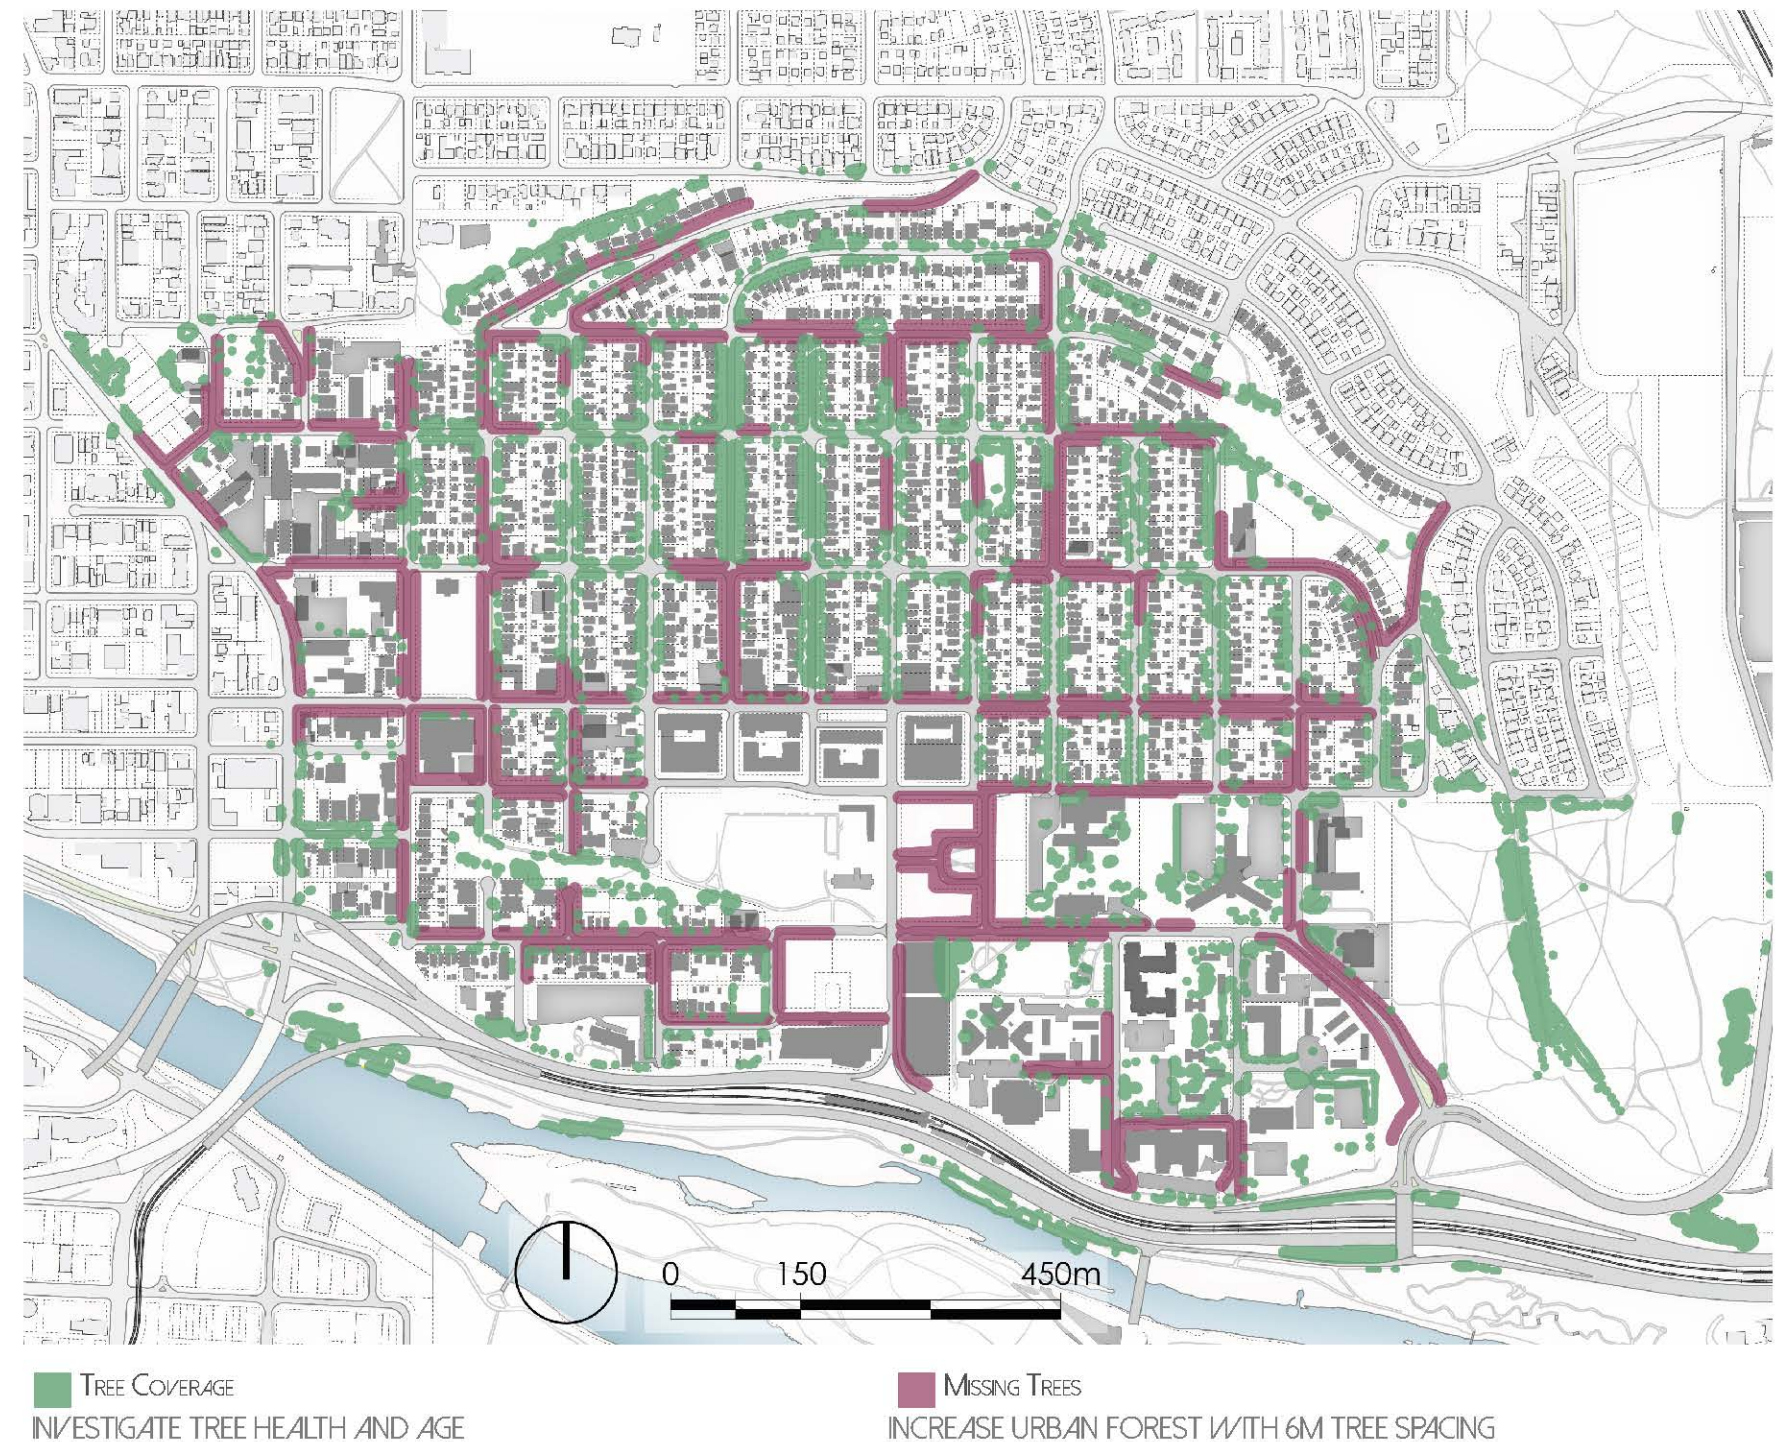 0 150 450m
TREE COVERAGE
INVESTIGATE TREE HEALTH AND AGE
MISSING TREES
INCREASE URBAN FOREST WITH 6M TREE SPACING